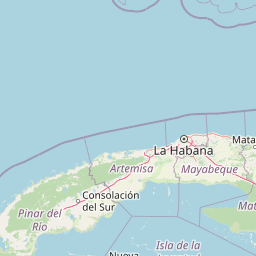 La Habana
Mata
Artemisa
Mayabeque
Consolación
del Sur
Pinar del
Río
Mat
Isla de la
Nueva